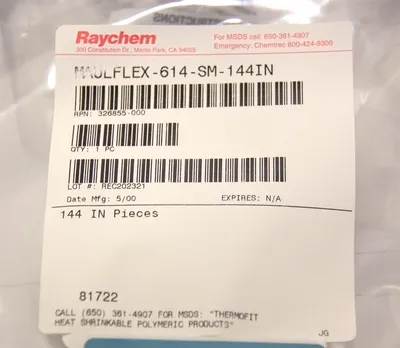 Raychem
300 Constitution Dr., Menlo Park, CA 94025
For MSDS call: 650-361-4907
Emergency: Chemtrec 800-424-9300
MAULFLEX-614-SM-144IN
RPN: 326855-000
QTY: 1 PC
LOT #: REC202321
Date Mfg: 5/00 EXPIRES: N/A
144 IN Pieces
81722
CALL (650) 361-4907 FOR MSDS: "THERMOFIT
HEAT SHRINKABLE POLYMERIC PRODUCT3"
JG